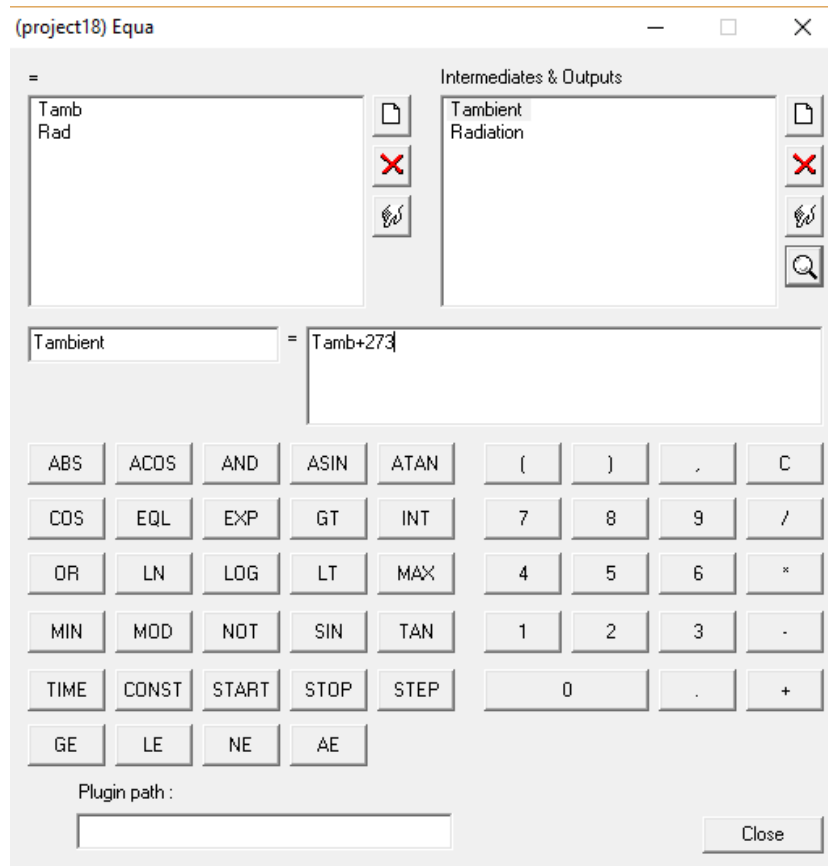 (project18) Equa
= Intermediates & Outputs
Tamb
Rad
Tambient
Radiation
Tambient = Tamb+273
ABS ACOS AND ASIN ATAN ( ) , C
COS EQL EXP GT INT 7 8 9 /
OR LN LOG LT MAX 4 5 6 *
MIN MOD NOT SIN TAN 1 2 3 -
TIME CONST START STOP STEP 0 . +
GE LE NE AE
Plugin path :
Close